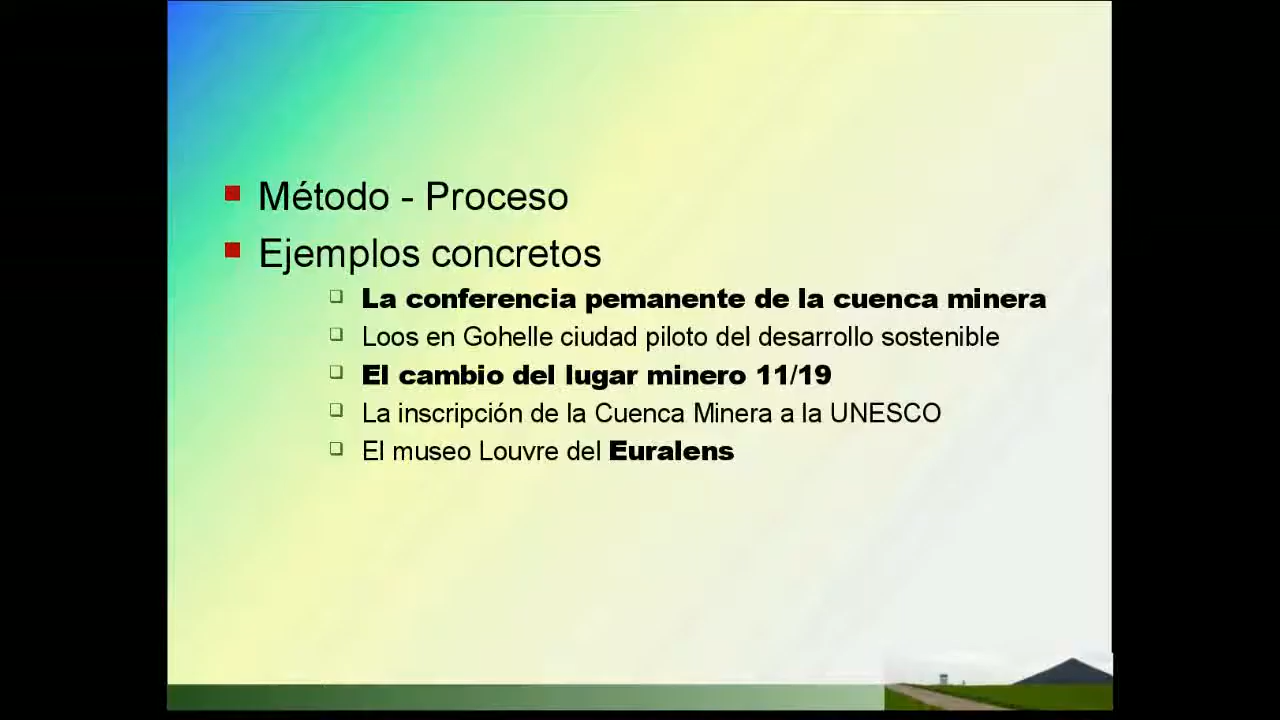 Método - Proceso
Ejemplos concretos
La conferencia pemanente de la cuenca minera
Loos en Gohelle ciudad piloto del desarrollo sostenible
El cambio del lugar minero 11/19
La inscripción de la Cuenca Minera a la UNESCO
El museo Louvre del Euralens